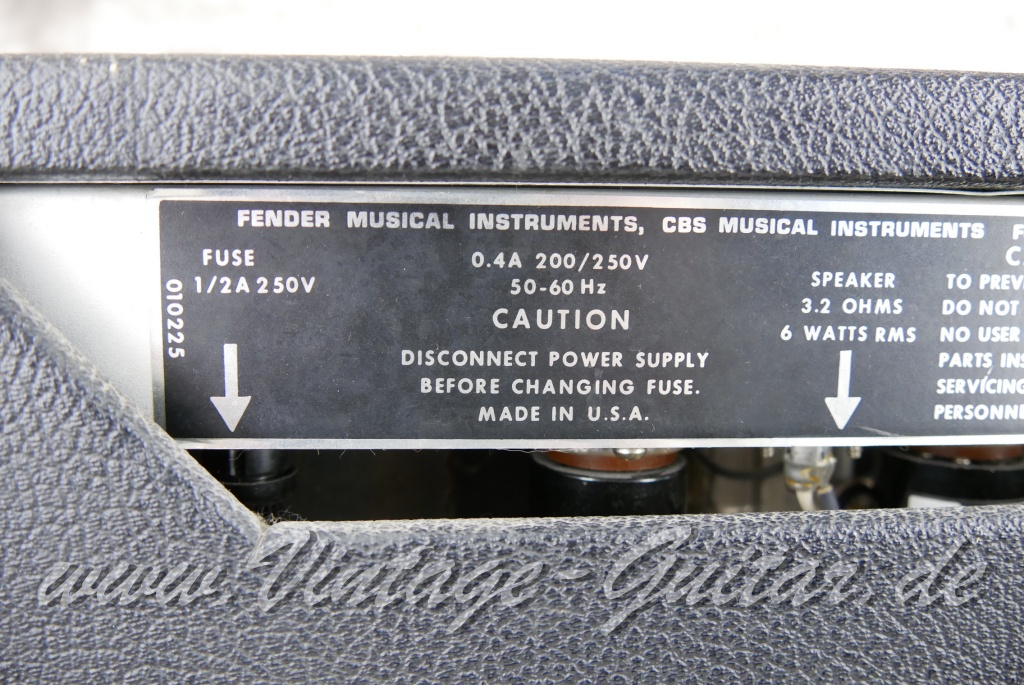 FENDER MUSICAL INSTRUMENTS, CBS MUSICAL INSTRUMENTS
FUSE
1/2A 250V
010225
0.4A 200/250V
50-60 Hz
CAUTION
DISCONNECT POWER SUPPLY
BEFORE CHANGING FUSE.
MADE IN U.S.A.
SPEAKER
3.2 OHMS
6 WATTS RMS
TO
DO NOT
NO USER
PARTS
SERVICING
www.Vintage-Guitar.de